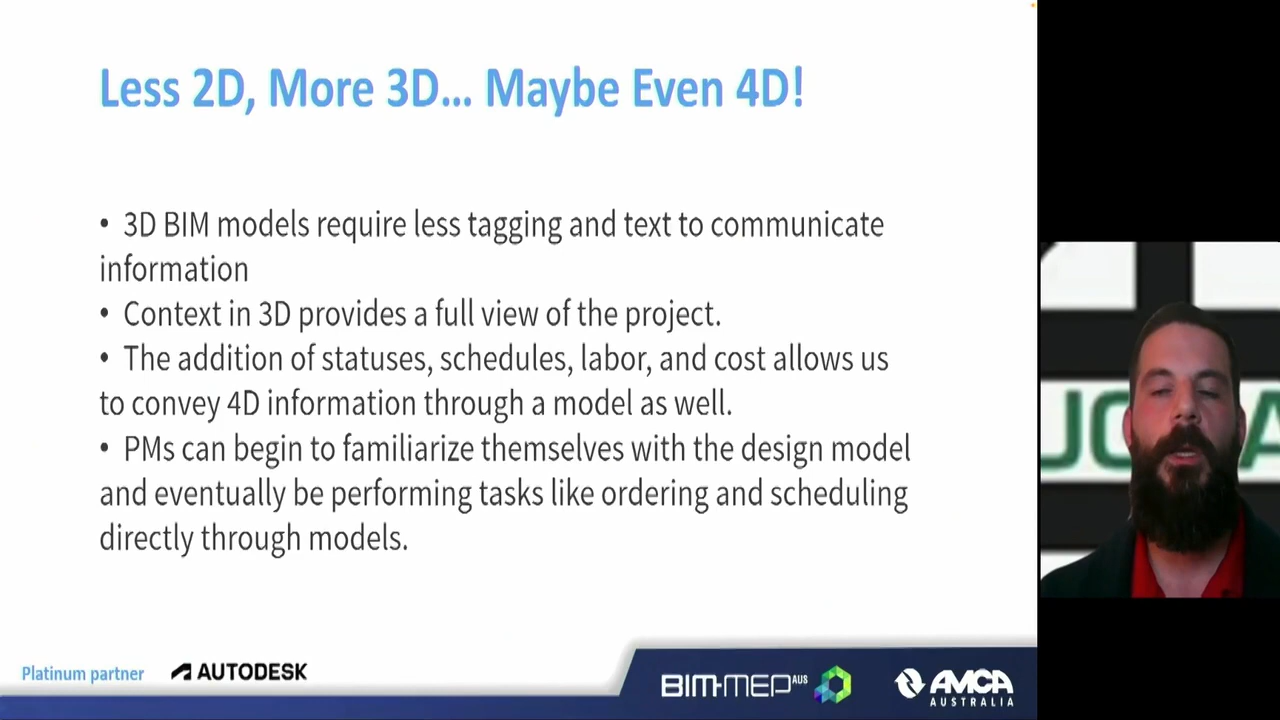 Less 2D, More 3D... Maybe Even 4D!
• 3D BIM models require less tagging and text to communicate
information
• Context in 3D provides a full view of the project.
• The addition of statuses, schedules, labor, and cost allows us
to convey 4D information through a model as well.
• PMs can begin to familiarize themselves with the design model
and eventually be performing tasks like ordering and scheduling
directly through models.
Platinum partner
AUTODESK
BIM-MEP AUS
AMCA
AUSTRALIA